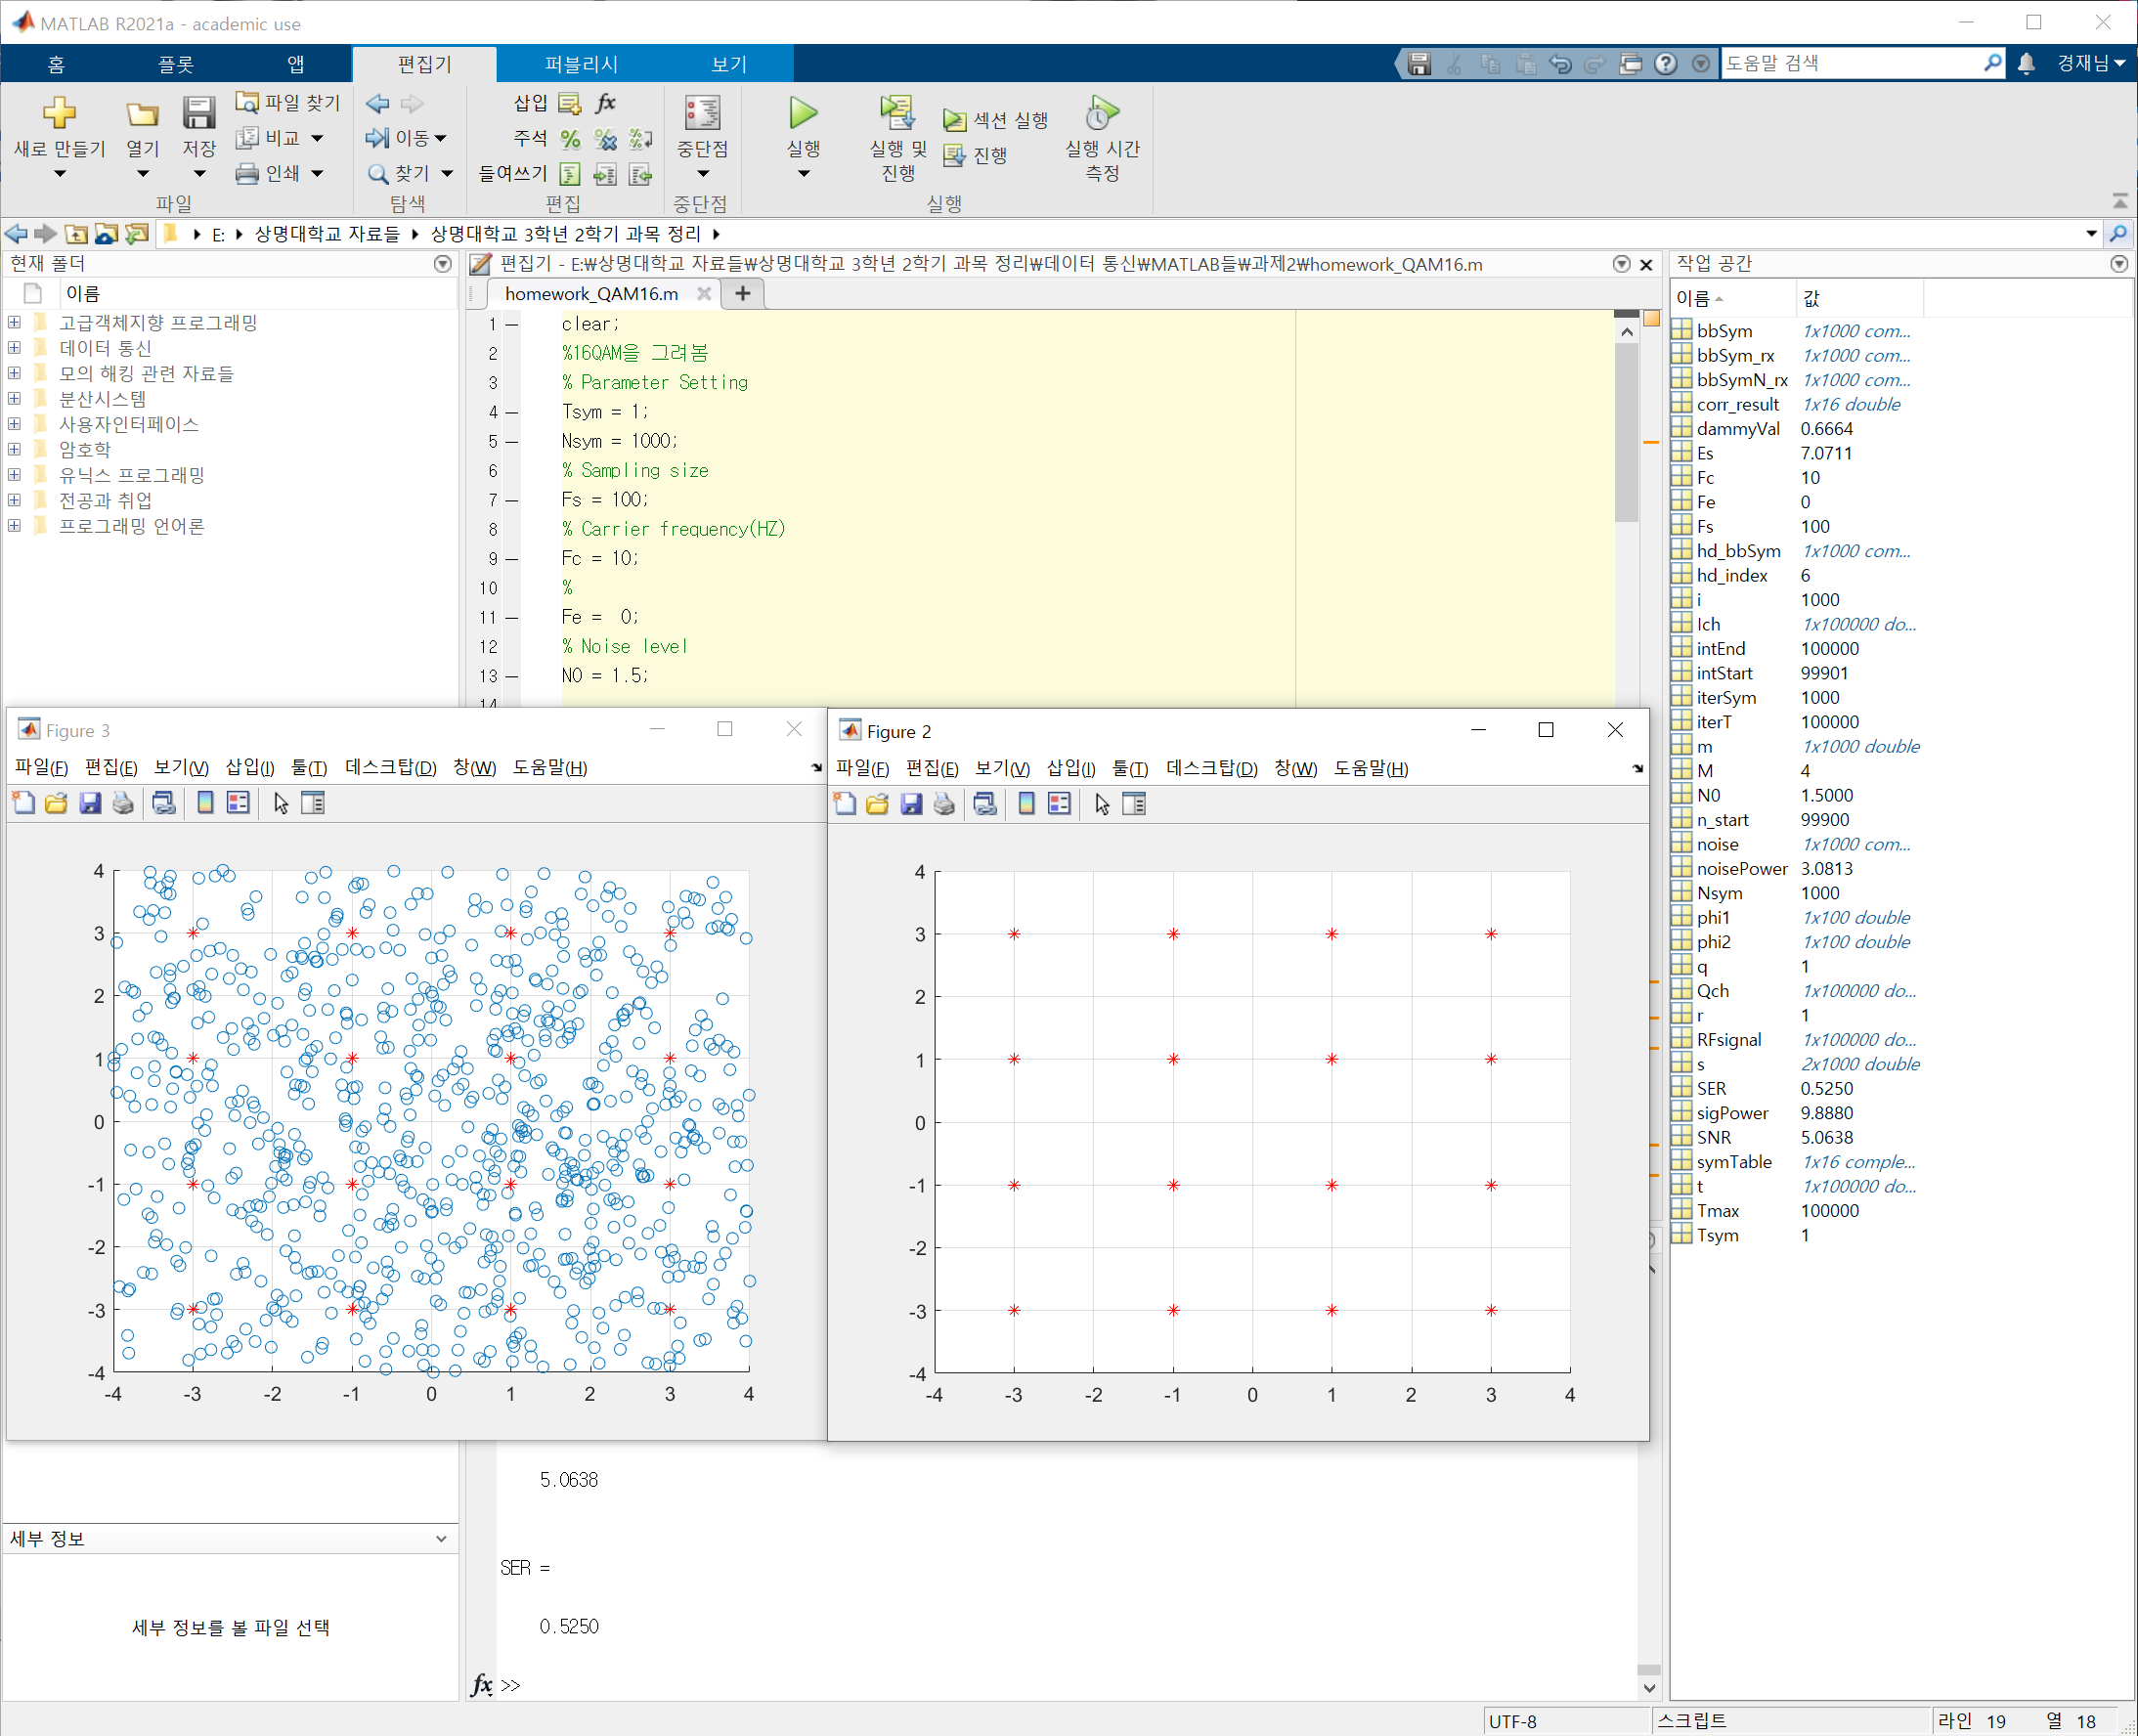 MATLAB R2021a - academic use
홈 플롯 앱 편집기 퍼블리시 보기
도움말 검색
경재님
새로 만들기
열기
저장
파일 찾기
비교
인쇄
파일
이동
찾기
탐색
삽입 fx
주석
들여쓰기
편집
중단점
중단점
실행
실행 및 진행
섹션 실행
진행
실행 시간 측정
실행
E: 상명대학교 자료들 상명대학교 3학년 2학기 과목 정리
현재 폴더
이름
고급객체지향 프로그래밍
데이터 통신
모의 해킹 관련 자료들
분산시스템
사용자인터페이스
암호학
유닉스 프로그래밍
전공과 취업
프로그래밍 언어론
편집기 - E:₩상명대학교 자료들₩상명대학교 3학년 2학기 과목 정리₩데이터 통신₩MATLAB들₩과제2₩homework_QAM16.m
homework_QAM16.m
1 clear;
2 %16QAM을 그려봄
3 % Parameter Setting
4 Tsym = 1;
5 Nsym = 1000;
6 % Sampling size
7 Fs = 100;
8 % Carrier frequency(HZ)
9 Fc = 10;
10 %
11 Fe =  0;
12 % Noise level
13 N0 = 1.5;
14
작업 공간
이름 값
bbSym 1x1000 com...
bbSym_rx 1x1000 com...
bbSymN_rx 1x1000 com...
corr_result 1x16 double
dammyVal 0.6664
Es 7.0711
Fc 10
Fe 0
Fs 100
hd_bbSym 1x1000 com...
hd_index 6
i 1000
Ich 1x100000 do...
intEnd 100000
intStart 99901
iterSym 1000
iterT 100000
m 1x1000 double
M 4
N0 1.5000
n_start 99900
noise 1x1000 com...
noisePower 3.0813
Nsym 1000
phi1 1x100 double
phi2 1x100 double
q 1
Qch 1x100000 do...
r 1
RFsignal 1x100000 do...
s 2x1000 double
SER 0.5250
sigPower 9.8880
SNR 5.0638
symTable 1x16 comple...
t 1x100000 do...
Tmax 100000
Tsym 1
Figure 3
파일(F) 편집(E) 보기(V) 삽입(I) 툴(T) 데스크탑(D) 창(W) 도움말(H)
4
3
2
1
0
-1
-2
-3
-4
-4 -3 -2 -1 0 1 2 3 4
Figure 2
파일(F) 편집(E) 보기(V) 삽입(I) 툴(T) 데스크탑(D) 창(W) 도움말(H)
4
3
2
1
0
-1
-2
-3
-4
-4 -3 -2 -1 0 1 2 3 4
5.0638
SER =
0.5250
fx >>
세부 정보
세부 정보를 볼 파일 선택
UTF-8 스크립트 라인 19 열 18